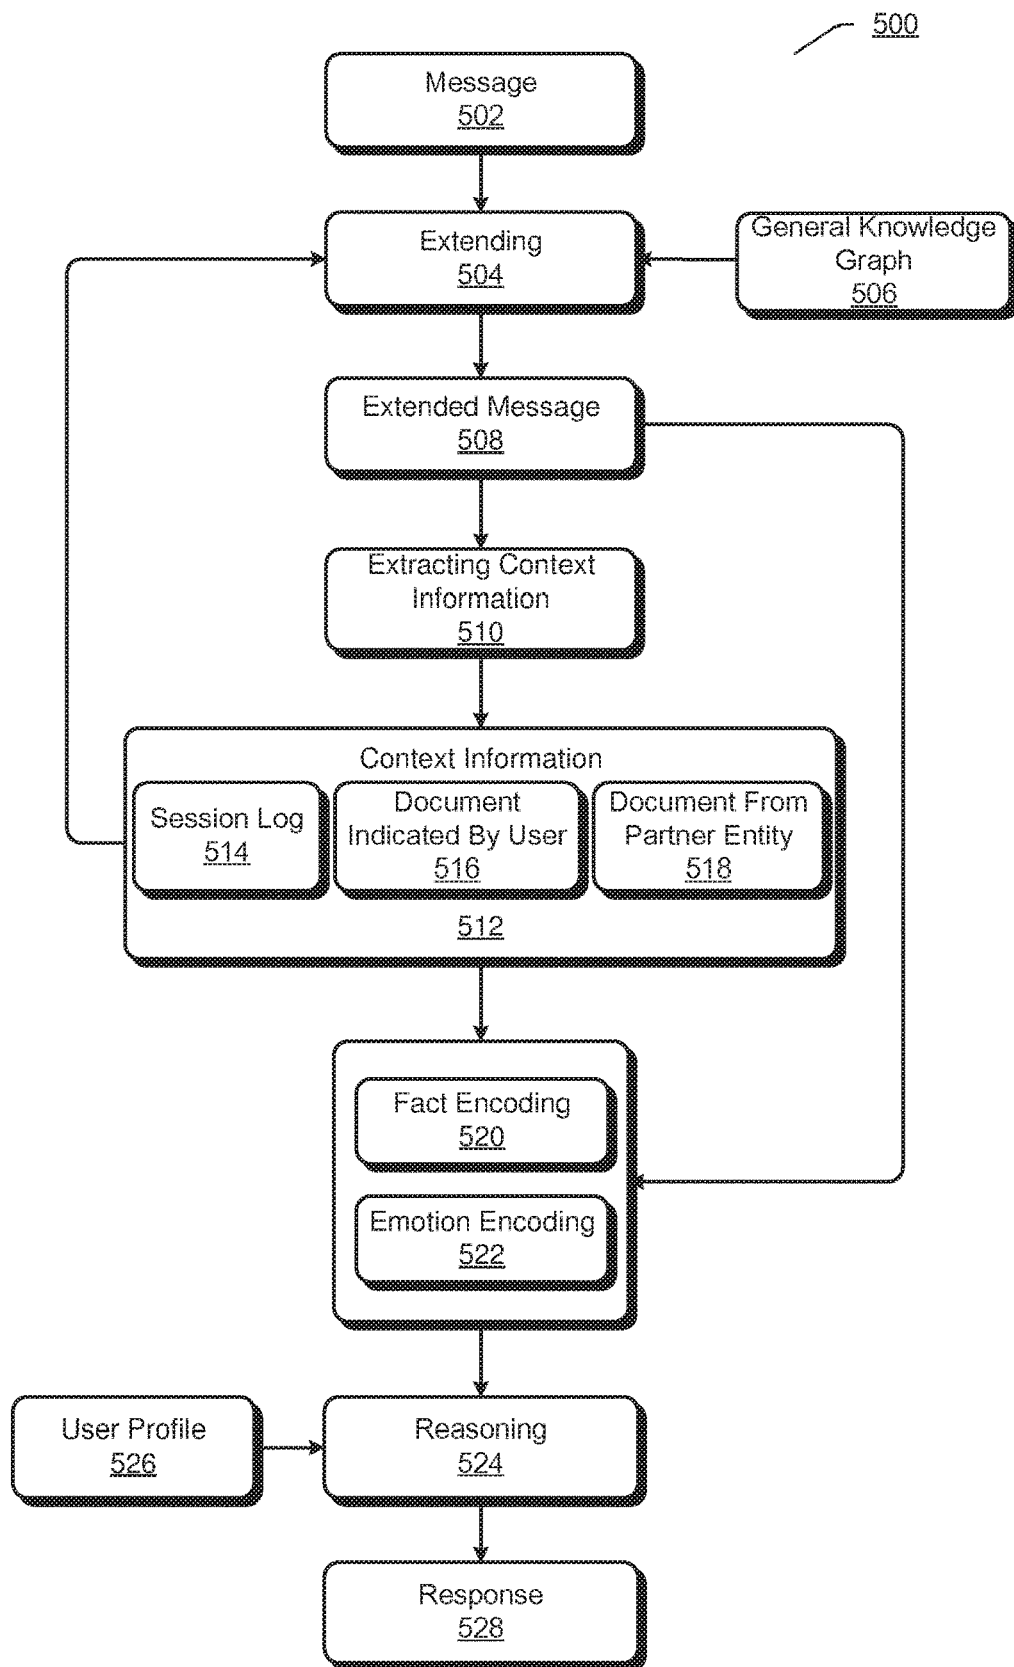 500
Message
502
Extending
504
General Knowledge
Graph
506
Extended Message
508
Extracting Context
Information
510
Context Information
Session Log
514
Document
Indicated By User
516
Document From
Partner Entity
518
512
Fact Encoding
520
Emotion Encoding
522
User Profile
526
Reasoning
524
Response
528